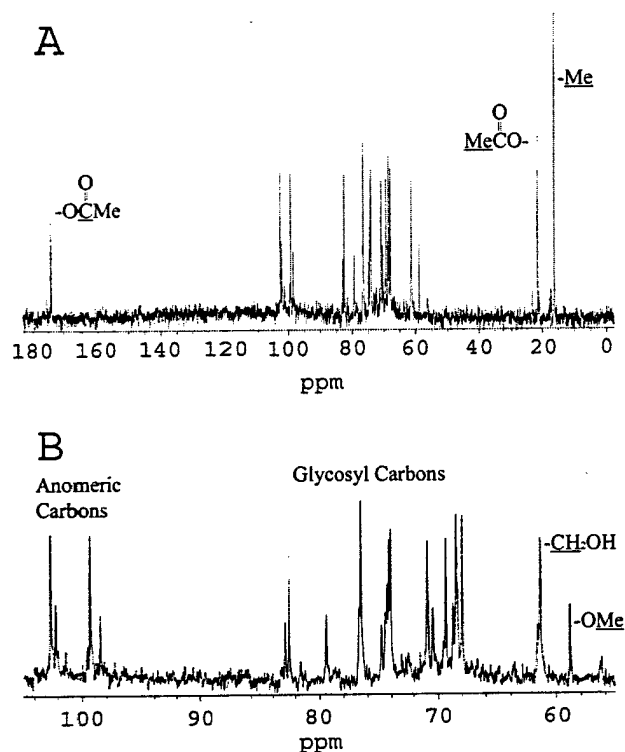 A
-Me
O
MeCO-
O
-OCMe
180 160 140 120 100 80 60 40 20 0
ppm
B
Anomeric
Carbons
Glycosyl Carbons
-CH2OH
-OMe
100 90 80 70 60
ppm